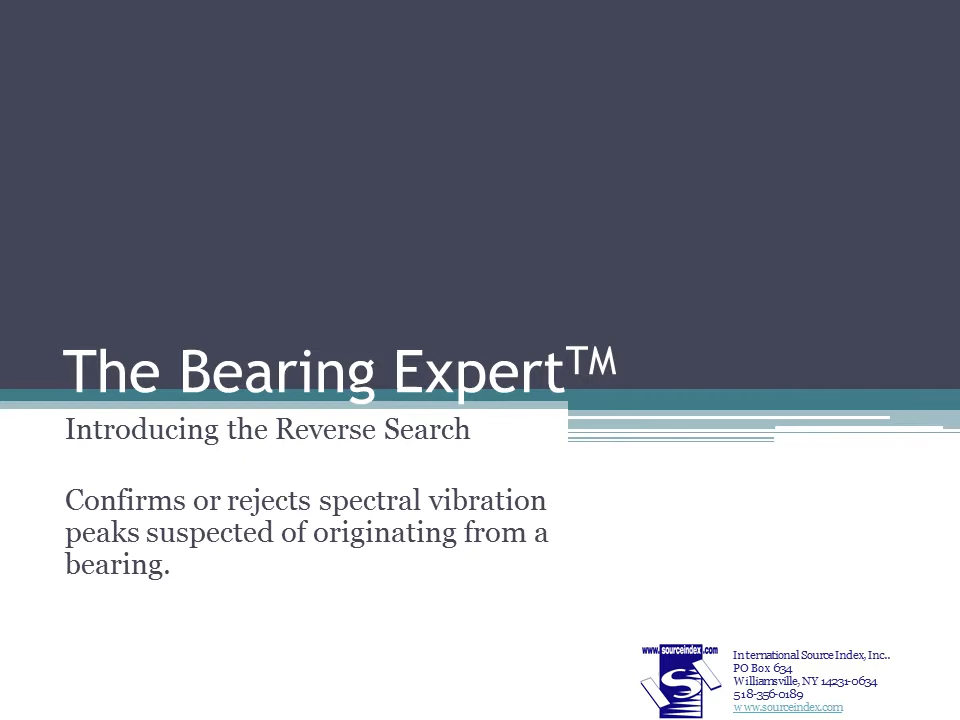 The Bearing Expert™
Introducing the Reverse Search
Confirms or rejects spectral vibration
peaks suspected of originating from a
bearing.
www.sourceindex.com
S
International Source Index, Inc..
PO Box 634
Williamsville, NY 14231-0634
518-356-0189
www.sourceindex.com